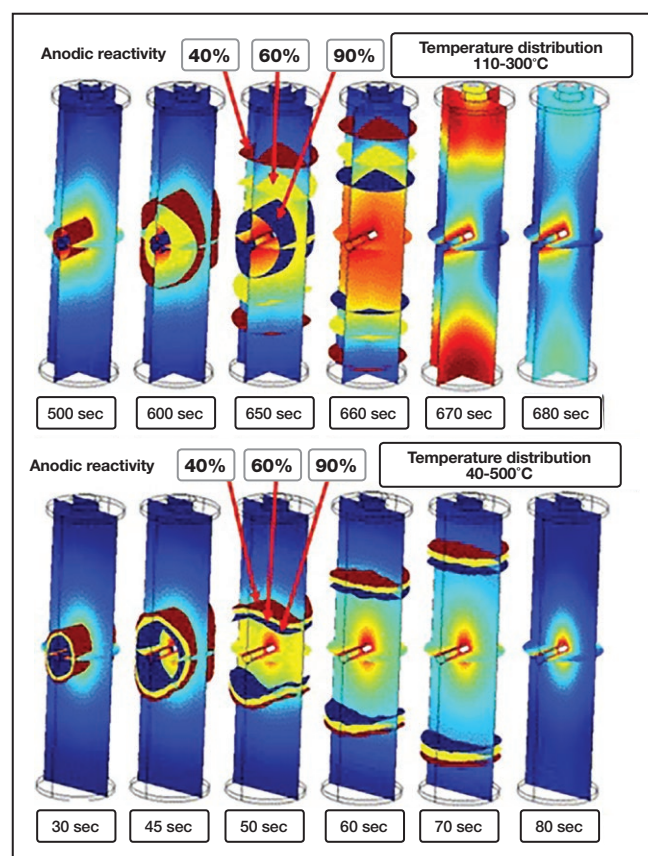 Anodic reactivity 40% 60% 90% Temperature distribution
110-300°C
500 sec 600 sec 650 sec 660 sec 670 sec 680 sec
Anodic reactivity 40% 60% 90% Temperature distribution
40-500°C
30 sec 45 sec 50 sec 60 sec 70 sec 80 sec